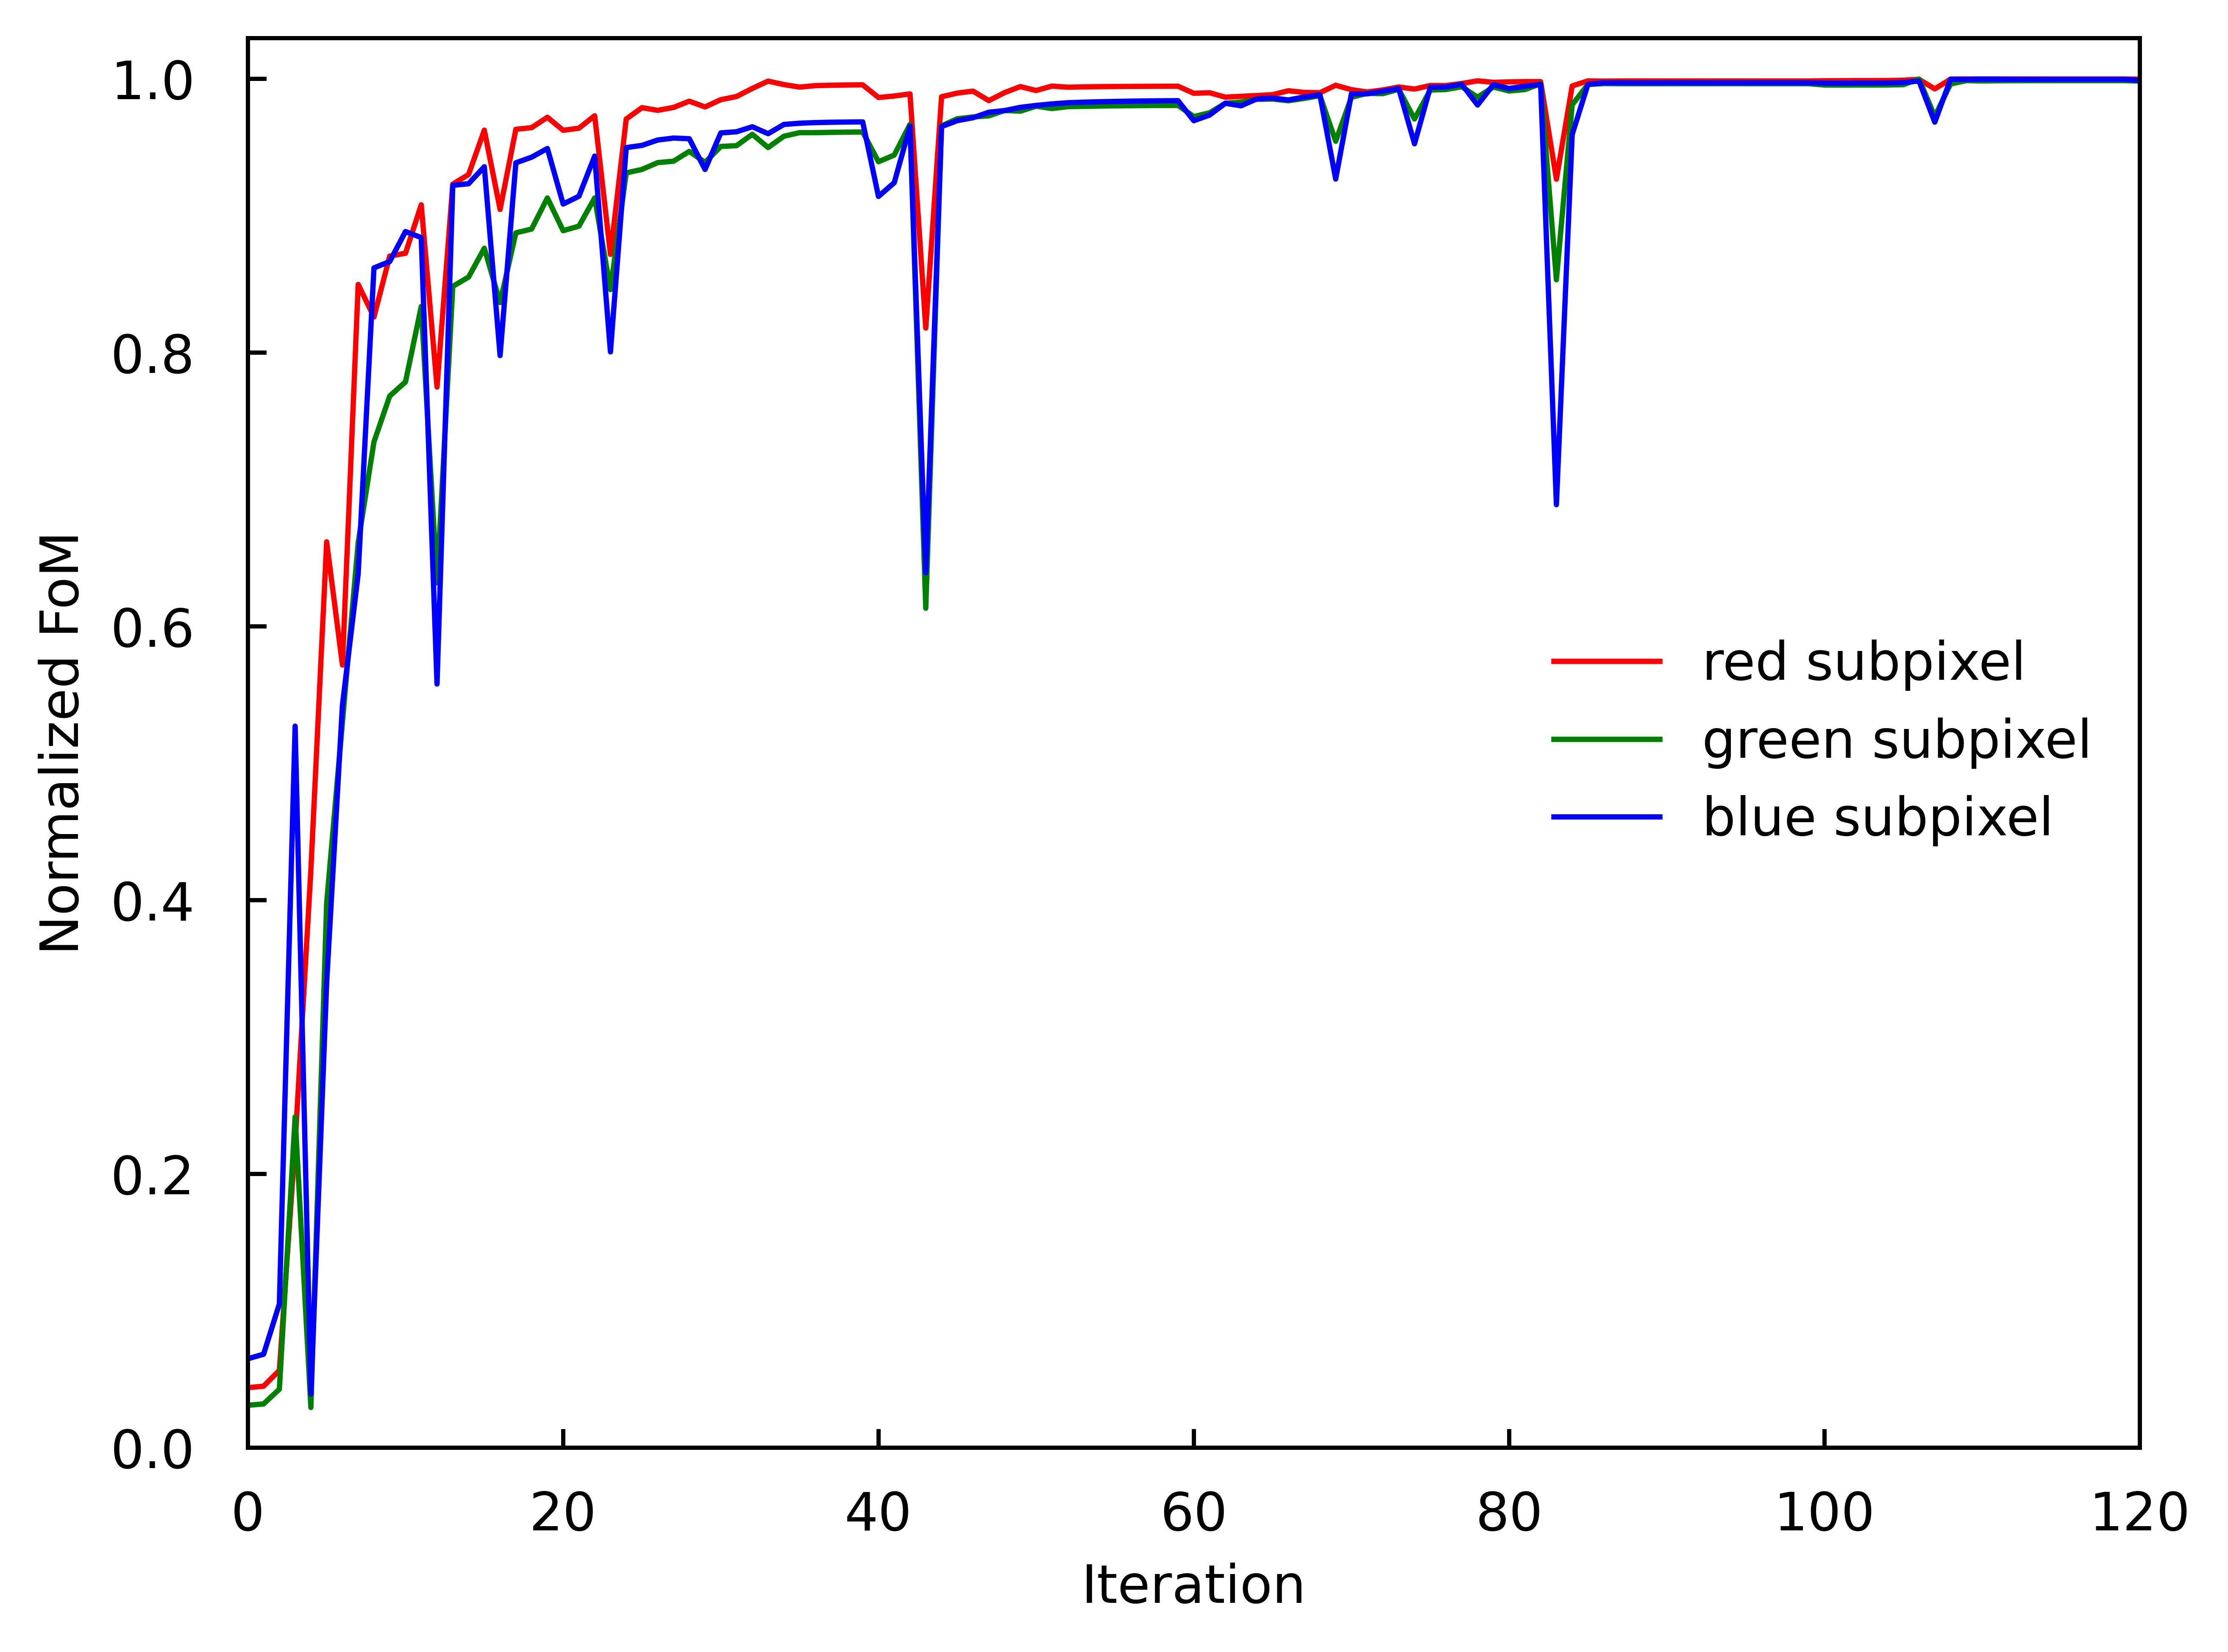 1.0
0.8
0.6
0.4
0.2
0.0
Normalized FoM
red subpixel
green subpixel
blue subpixel
0 20 40 60 80 100 120
Iteration